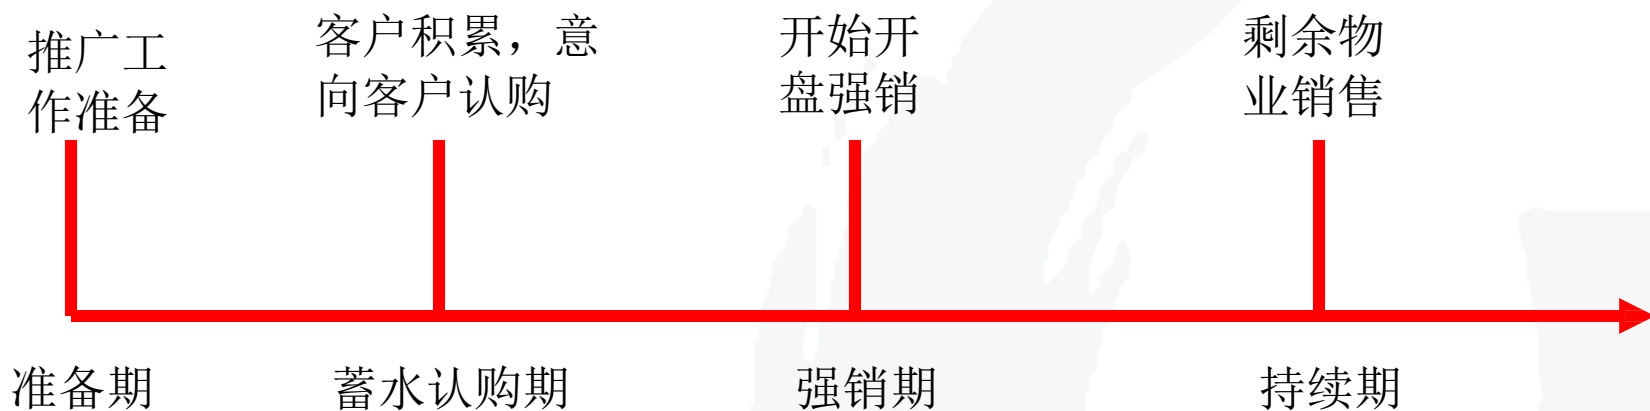 推广工
作准备
客户积累，意
向客户认购
开始开
盘强销
剩余物
业销售
准备期
蓄水认购期
强销期
持续期